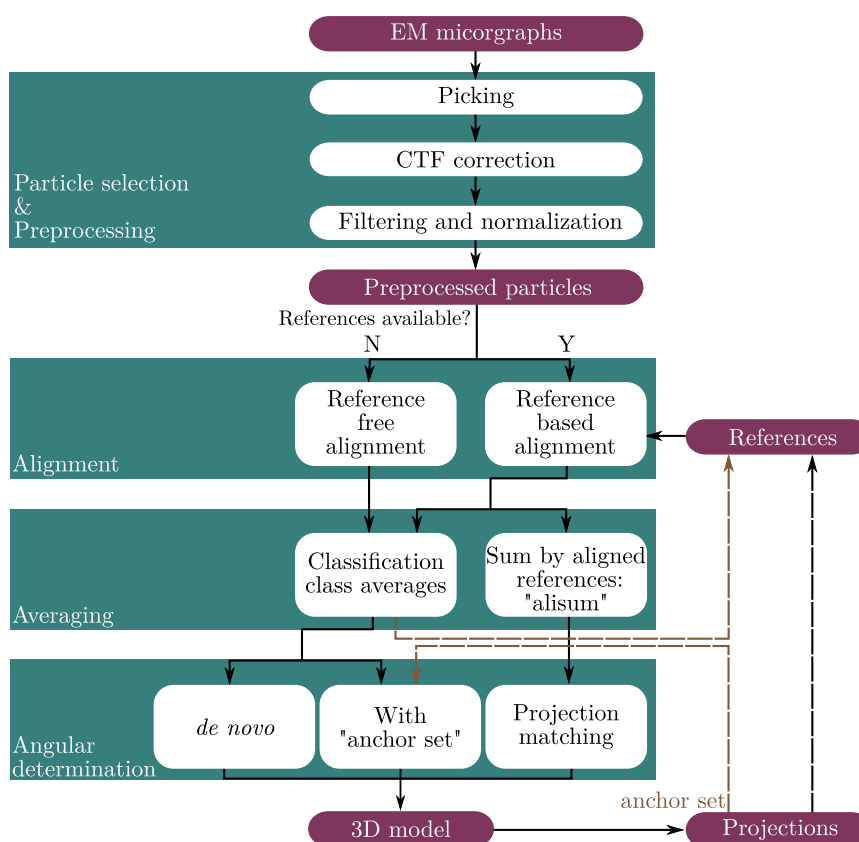 EM micorgraphs
Picking
CTF correction
Filtering and normalization
Particle selection
&
Preprocessing
Preprocessed particles
References available?
N
Y
Reference
free
alignment
Reference
based
alignment
References
Alignment
Classification
class averages
Sum by aligned
references:
"alisum"
Averaging
de novo
With
"anchor set"
Projection
matching
Angular
determination
anchor set
3D model
Projections